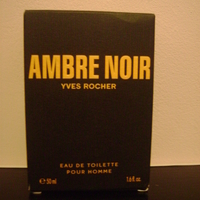 AMBRE NOIR
YVES ROCHER
EAU DE TOILETTE
POUR HOMME
e 50 ml 1.6 fl.oz.